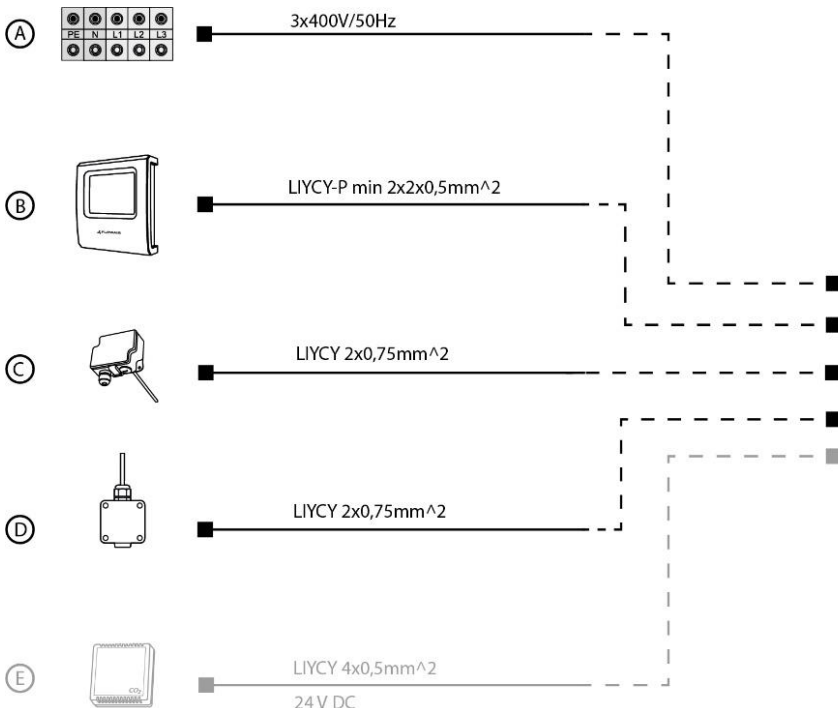 A
PE N L1 L2 L3
3x400V/50Hz
B
LIYCY-P min 2x2x0,5mm^2
C
LIYCY 2x0,75mm^2
D
LIYCY 2x0,75mm^2
E
CO2
LIYCY 4x0,5mm^2
24 V DC